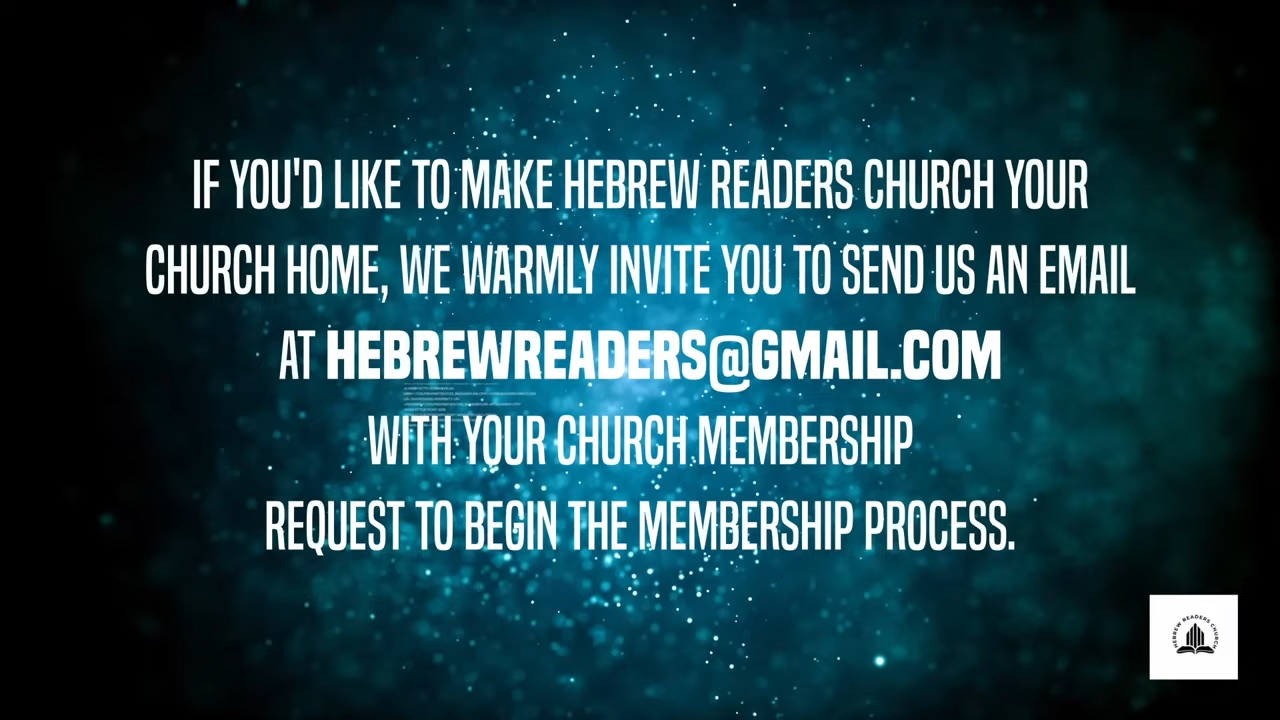 IF YOU'D LIKE TO MAKE HEBREW READERS CHURCH YOUR
CHURCH HOME, WE WARMLY INVITE YOU TO SEND US AN EMAIL
AT HEBREWREADERS@GMAIL.COM
WITH YOUR CHURCH MEMBERSHIP
REQUEST TO BEGIN THE MEMBERSHIP PROCESS.
HEBREW READERS CHURCH